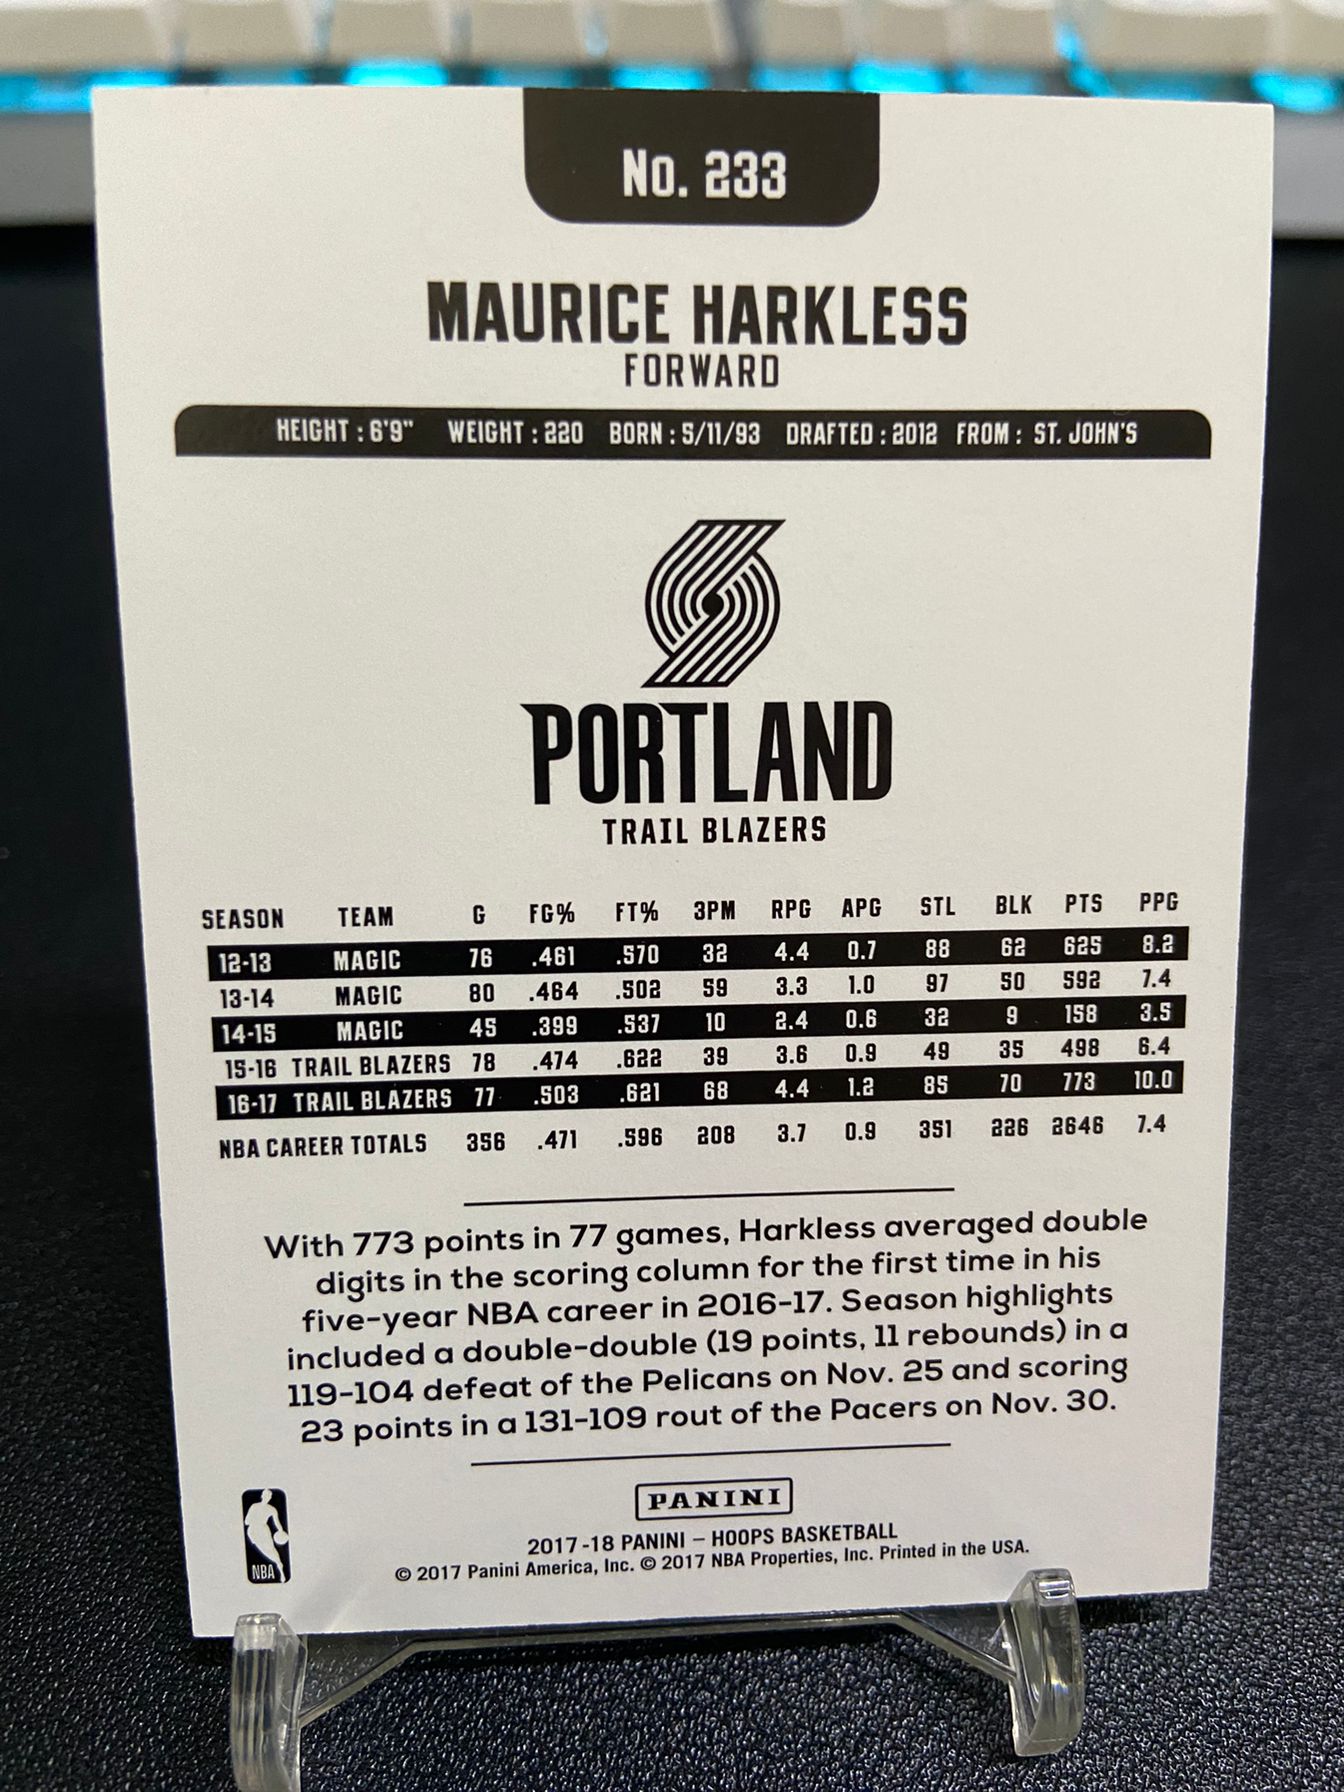 No. 233
MAURICE HARKLESS
FORWARD
HEIGHT : 6'9" WEIGHT : 220 BORN : 5/11/93 DRAFTED : 2012 FROM : ST. JOHN'S
PORTLAND
TRAIL BLAZERS
SEASON TEAM G FG% FT% 3PM RPG APG STL BLK PTS PPG
12-13 MAGIC 76 .461 .570 32 4.4 0.7 88 62 625 8.2
13-14 MAGIC 80 .464 .502 59 3.3 1.0 97 50 592 7.4
14-15 MAGIC 45 .399 .537 10 2.4 0.6 32 9 158 3.5
15-16 TRAIL BLAZERS 78 .474 .622 39 3.6 0.9 49 35 498 6.4
16-17 TRAIL BLAZERS 77 .503 .621 68 4.4 1.2 85 70 773 10.0
NBA CAREER TOTALS 356 .471 .596 208 3.7 0.9 351 226 2646 7.4
With 773 points in 77 games, Harkless averaged double
digits in the scoring column for the first time in his
five-year NBA career in 2016-17. Season highlights
included a double-double (19 points, 11 rebounds) in a
119-104 defeat of the Pelicans on Nov. 25 and scoring
23 points in a 131-109 rout of the Pacers on Nov. 30.
PANINI
2017-18 PANINI – HOOPS BASKETBALL
© 2017 Panini America, Inc. © 2017 NBA Properties, Inc. Printed in the USA.
NBA